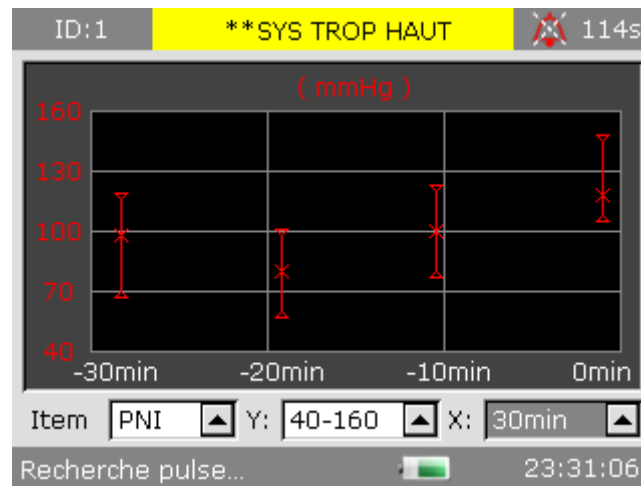 ID:1 **SYS TROP HAUT 114s
( mmHg )
160
130
100
70
40
-30min -20min -10min 0min
Item PNI Y: 40-160 X: 30min
Recherche pulse... 23:31:06